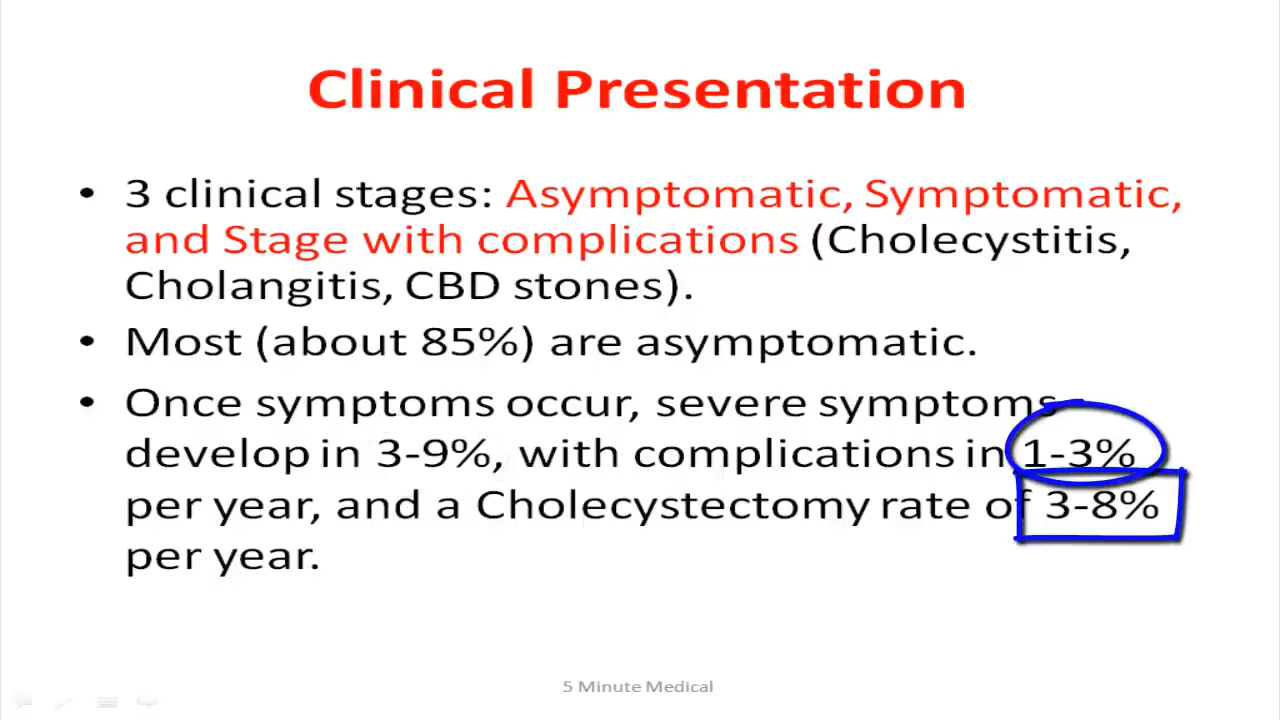 Clinical Presentation
• 3 clinical stages: Asymptomatic, Symptomatic,
and Stage with complications (Cholecystitis,
Cholangitis, CBD stones).
• Most (about 85%) are asymptomatic.
• Once symptoms occur, severe symptoms
develop in 3-9%, with complications in 1-3%
per year, and a Cholecystectomy rate of 3-8%
per year.
5 Minute Medical